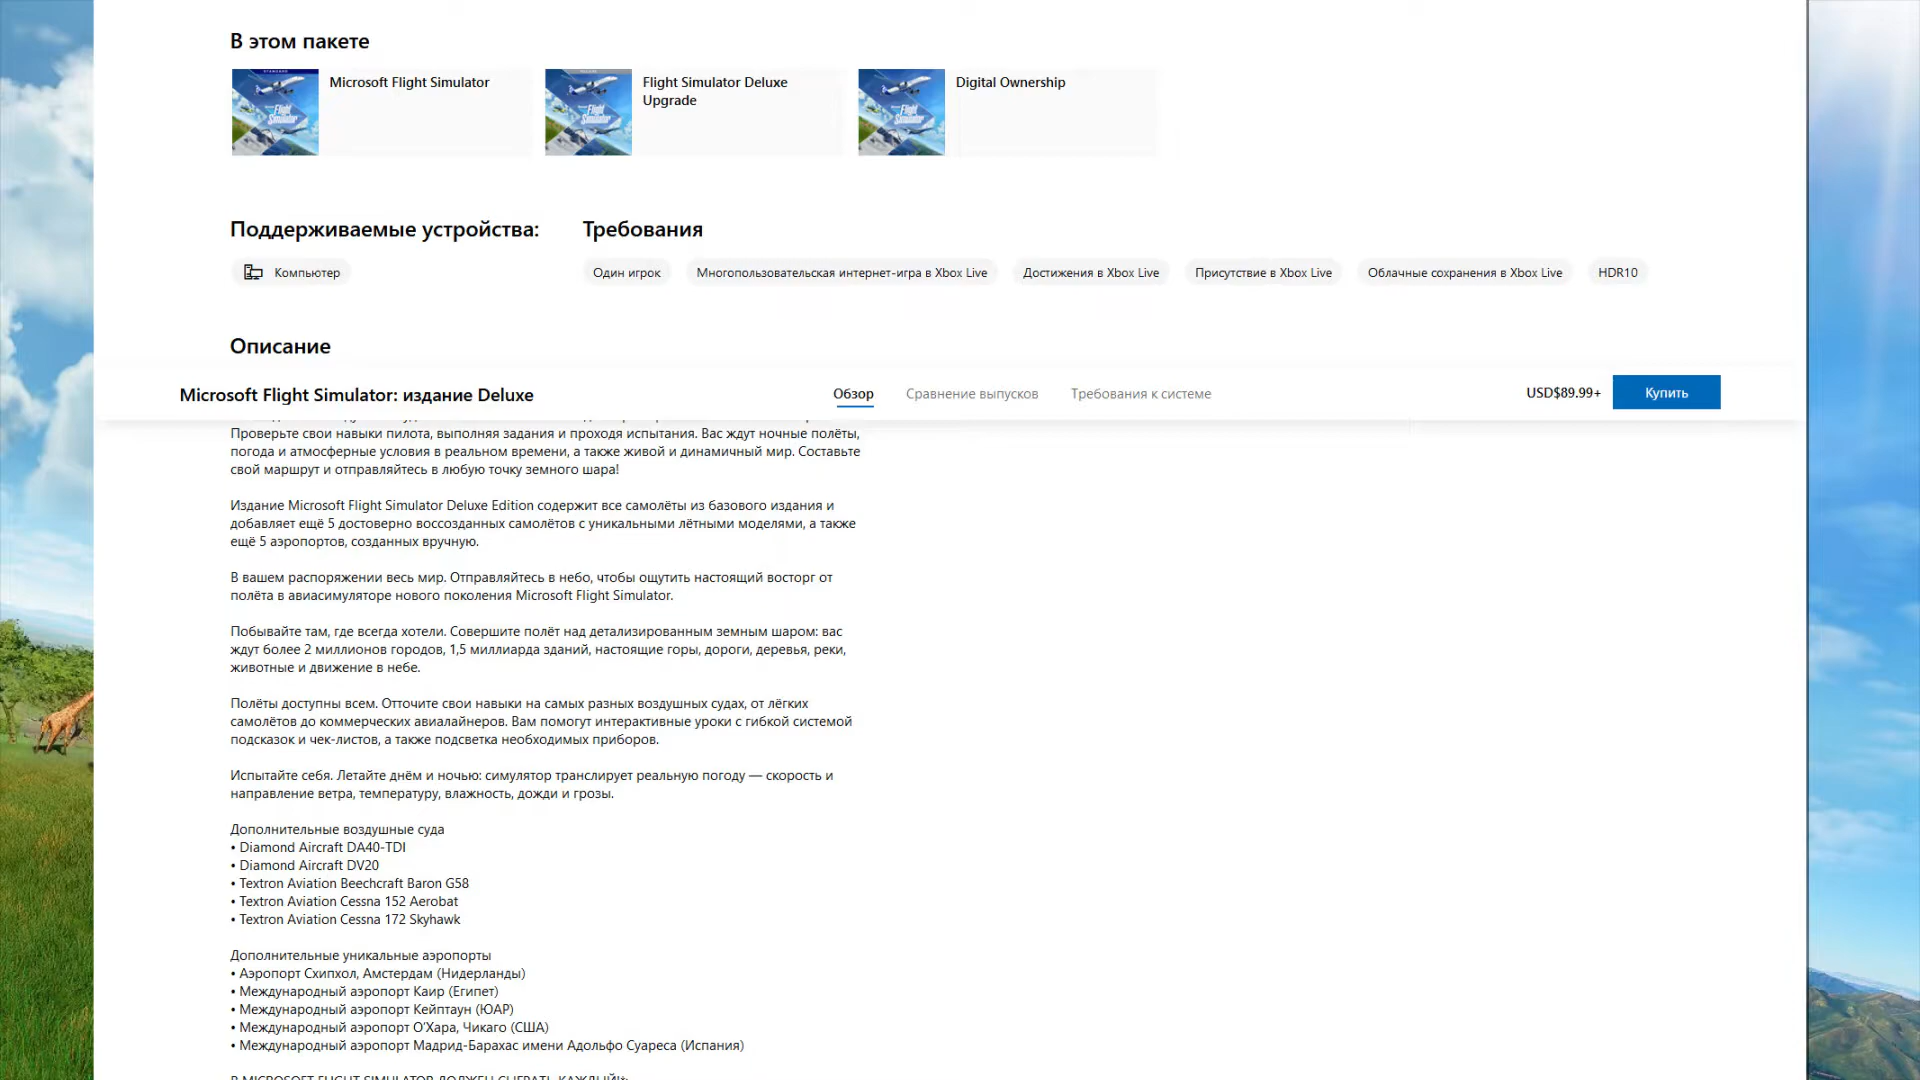 В этом пакете
Microsoft Flight Simulator
Flight Simulator Deluxe
Upgrade
Digital Ownership
Поддерживаемые устройства:
Требования
Компьютер
Один игрок
Многопользовательская интернет-игра в Xbox Live
Достижения в Xbox Live
Присутствие в Xbox Live
Облачные сохранения в Xbox Live
HDR10
Описание
Microsoft Flight Simulator: издание Deluxe
Обзор
Сравнение выпусков
Требования к системе
USD$89.99+
Купить
Проверьте свои навыки пилота, выполняя задания и проходя испытания. Вас ждут ночные полёты,
погода и атмосферные условия в реальном времени, а также живой и динамичный мир. Составьте
свой маршрут и отправляйтесь в любую точку земного шара!
Издание Microsoft Flight Simulator Deluxe Edition содержит все самолёты из базового издания и
добавляет ещё 5 достоверно воссозданных самолётов с уникальными лётными моделями, а также
ещё 5 аэропортов, созданных вручную.
В вашем распоряжении весь мир. Отправляйтесь в небо, чтобы ощутить настоящий восторг от
полёта в авиасимуляторе нового поколения Microsoft Flight Simulator.
Побывайте там, где всегда хотели. Совершите полёт над детализированным земным шаром: вас
ждут более 2 миллионов городов, 1,5 миллиарда зданий, настоящие горы, дороги, деревья, реки,
животные и движение в небе.
Полёты доступны всем. Отточите свои навыки на самых разных воздушных судах, от лёгких
самолётов до коммерческих авиалайнеров. Вам помогут интерактивные уроки с гибкой системой
подсказок и чек-листов, а также подсветка необходимых приборов.
Испытайте себя. Летайте днём и ночью: симулятор транслирует реальную погоду — скорость и
направление ветра, температуру, влажность, дожди и грозы.
Дополнительные воздушные суда
• Diamond Aircraft DA40-TDI
• Diamond Aircraft DV20
• Textron Aviation Beechcraft Baron G58
• Textron Aviation Cessna 152 Aerobat
• Textron Aviation Cessna 172 Skyhawk
Дополнительные уникальные аэропорты
• Аэропорт Схипхол, Амстердам (Нидерланды)
• Международный аэропорт Каир (Египет)
• Международный аэропорт Кейптаун (ЮАР)
• Международный аэропорт О'Хара, Чикаго (США)
• Международный аэропорт Мадрид-Барахас имени Адольфо Суареса (Испания)
В MICROSOFT FLIGHT SIMULATOR ДОЛЖЕН СЫГРАТЬ КАЖДЫЙ!»